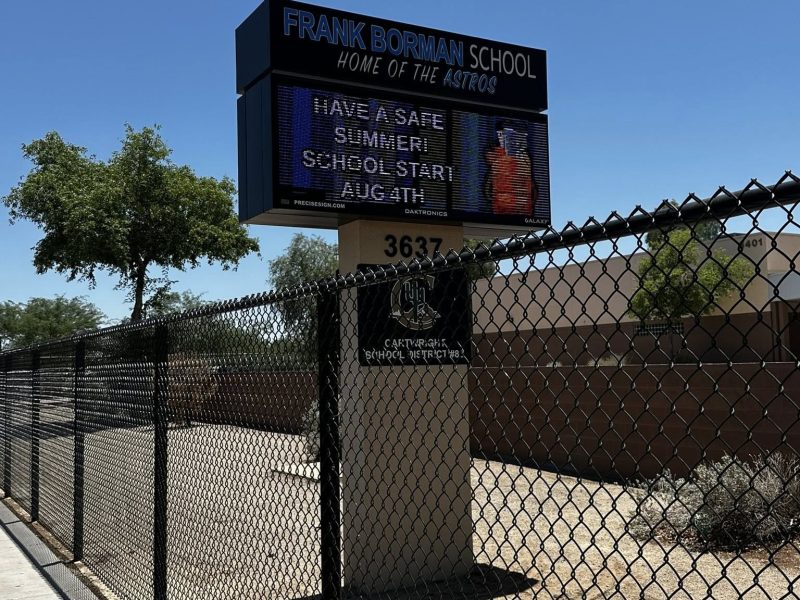 FRANK BORMAN SCHOOL
HOME OF THE ASTROS
HAVE A SAFE
SUMMER!
SCHOOL START
AUG 4TH
PRECISESIGN.COM
DAKTRONICS
GALAXY
3637
CARTWRIGHT
SCHOOL DISTRICT #83
401